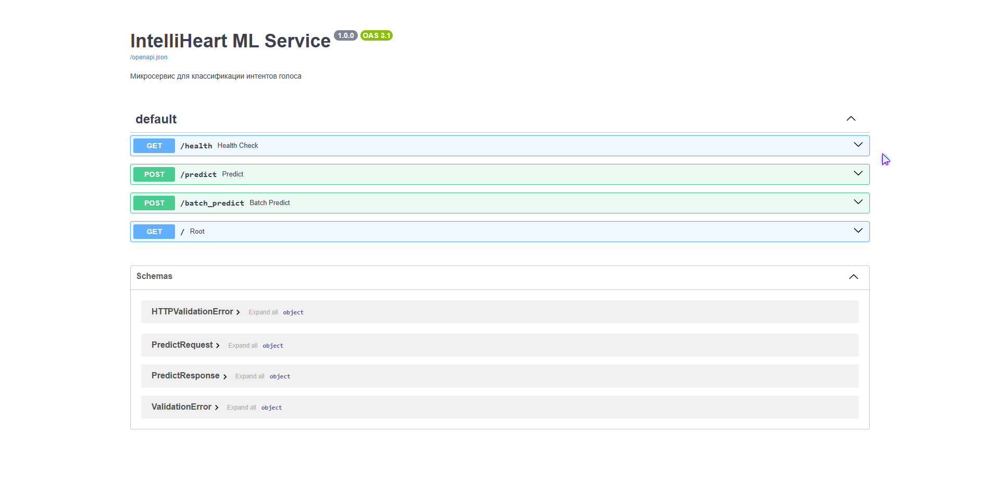 IntelliHeart ML Service 1.0.0 OAS 3.1
/openapi.json
Микросервис для классификации интентов голоса
default
GET /health Health Check
POST /predict Predict
POST /batch_predict Batch Predict
GET / Root
Schemas
HTTPValidationError Expand all object
PredictRequest Expand all object
PredictResponse Expand all object
ValidationError Expand all object